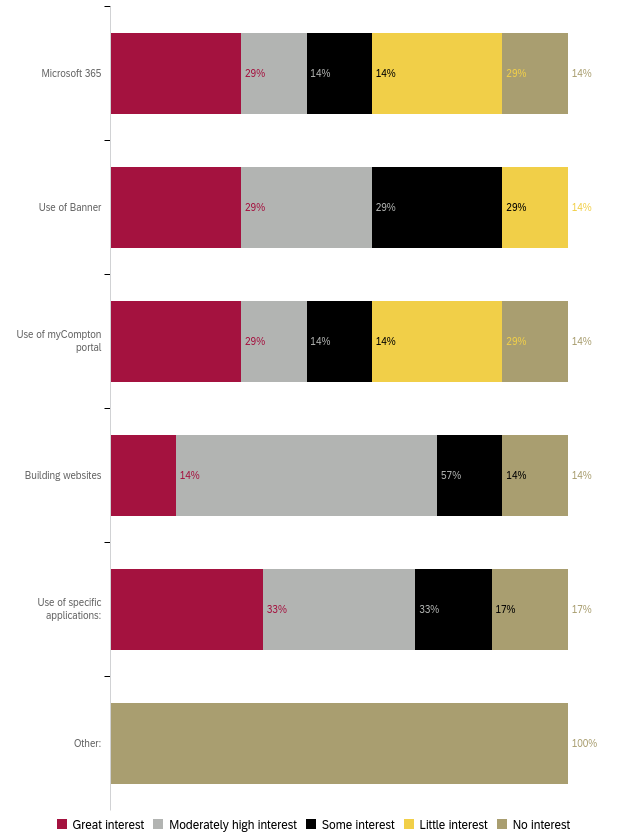 Microsoft 365
29%
14%
14%
29%
14%
Use of Banner
29%
29%
29%
14%
Use of myCompton
portal
29%
14%
14%
29%
14%
Building websites
14%
57%
14%
14%
Use of specific
applications:
33%
33%
17%
17%
Other:
100%
Great interest Moderately high interest Some interest Little interest No interest